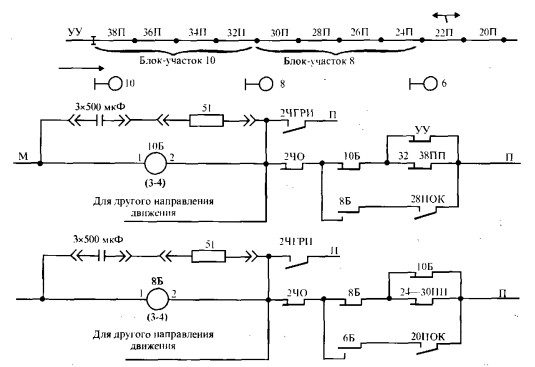 УУ 38П 36П 34П 32П 30П 28П 26П 24П 22П 20П
Блок-участок 10 Блок-участок 8
10 8 6
3×500 мкФ 51 2ЧГРИ П
М 1 10Б 2 2ЧО 10Б 32 38ПП УУ П
(3-4)
8Б 28ПОК
Для другого направления
движения
3×500 мкФ 51 2ЧГРИ П
1 8Б 2 2ЧО 8Б 24—30ПП 10Б П
(3-4)
6Б 20ПОК
Для другого направления
движения